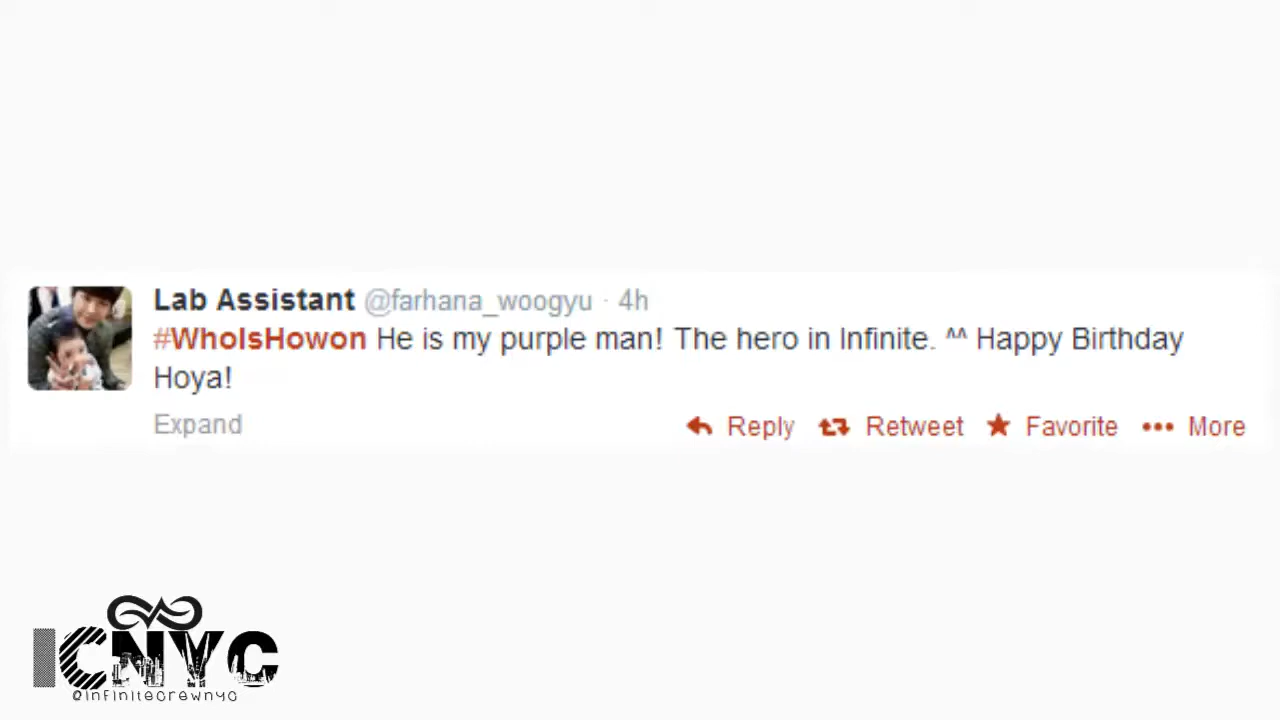 Lab Assistant @farhana_woogyu · 4h
#WhoIsHowon He is my purple man! The hero in Infinite. ^^ Happy Birthday
Hoya!
Expand Reply Retweet Favorite More
ICNYC
@infinitecrewnyc